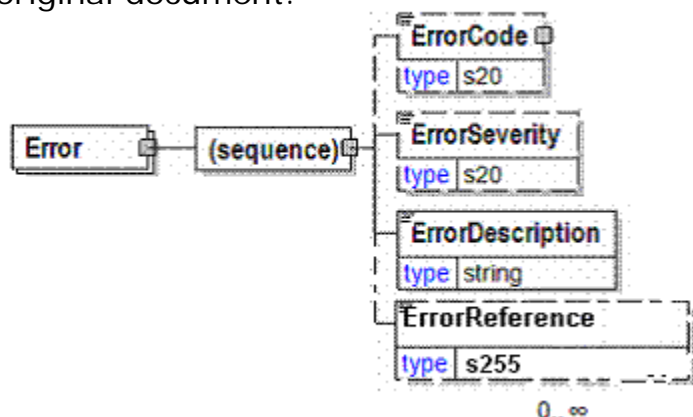 original document?
ErrorCode
type s20
ErrorSeverity
type s20
Error
(sequence)
ErrorDescription
type string
ErrorReference
type s255
0..∞